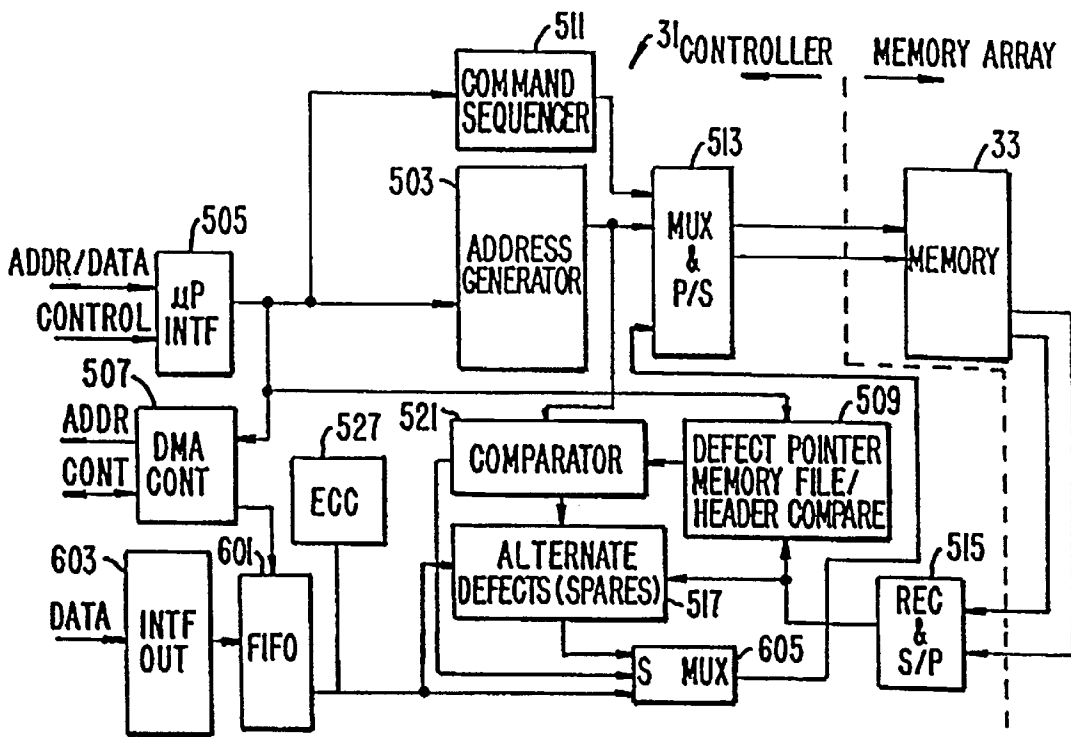 511
31
CONTROLLER
MEMORY ARRAY
COMMAND
SEQUENCER
503
513
33
505
ADDR/DATA
CONTROL
µP
INTF
ADDRESS
GENERATOR
MUX
&
P/S
MEMORY
507
ADDR
CONT
DMA
CONT
527
ECC
521
COMPARATOR
509
DEFECT POINTER
MEMORY FILE/
HEADER COMPARE
603
DATA
INTF
OUT
601
FIFO
ALTERNATE
DEFECTS (SPARES)
517
S MUX
605
515
REC
&
S/P